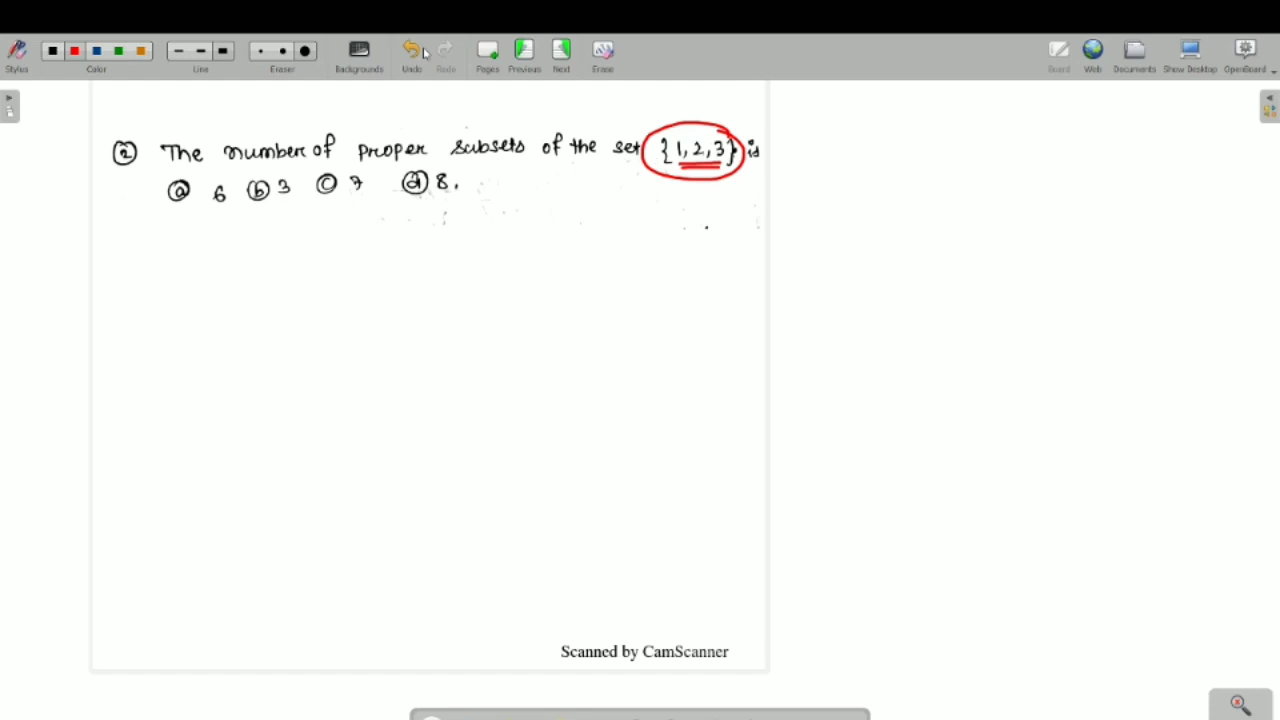 Stylus Color Line Eraser Backgrounds Undo Redo Pages Previous Next Erase Board Web Documents Show Desktop OpenBoard
② The number of proper subsets of the set {1, 2, 3} is
ⓐ 6 ⓑ 3 ⓒ 7 ⓓ 8.
Scanned by CamScanner